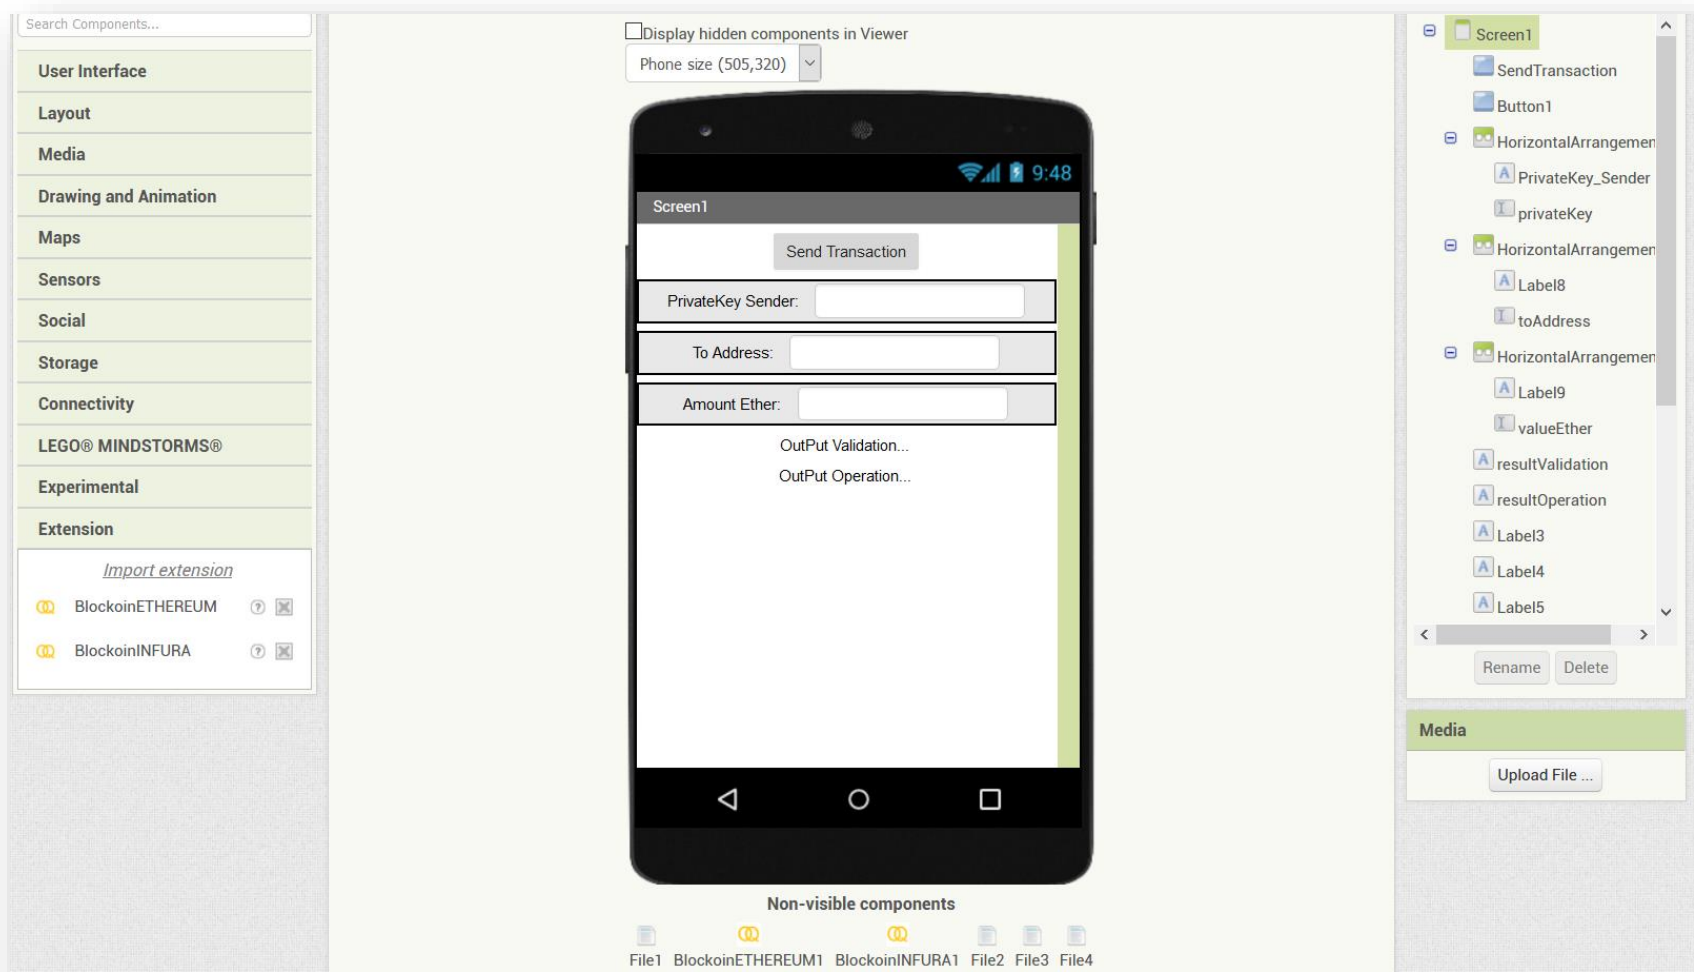 Search Components...
User Interface
Layout
Media
Drawing and Animation
Maps
Sensors
Social
Storage
Connectivity
LEGO® MINDSTORMS®
Experimental
Extension
Import extension
BlockoinETHEREUM
BlockoinINFURA
Display hidden components in Viewer
Phone size (505,320)
9:48
Screen1
Send Transaction
PrivateKey Sender:
To Address:
Amount Ether:
OutPut Validation...
OutPut Operation...
Non-visible components
File1 BlockoinETHEREUM1 BlockoinINFURA1 File2 File3 File4
Screen1
SendTransaction
Button1
HorizontalArrangemen
PrivateKey_Sender
privateKey
HorizontalArrangemen
Label8
toAddress
HorizontalArrangemen
Label9
valueEther
resultValidation
resultOperation
Label3
Label4
Label5
Rename Delete
Media
Upload File ...